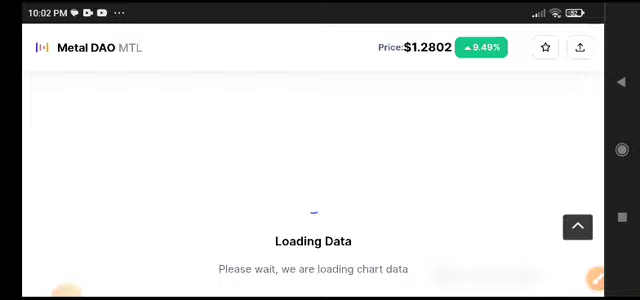 10:02 PM
Metal DAO MTL
Price:$1.2802 9.49%
Loading Data
Please wait, we are loading chart data